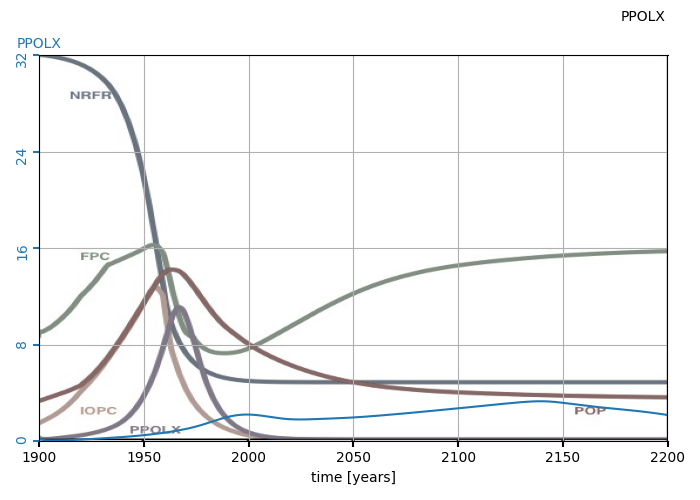 PPOLX
PPOLX
32
NRFR
24
16
FPC
8
IOPC
POP
PPOLX
0
1900 1950 2000 2050 2100 2150 2200
time [years]